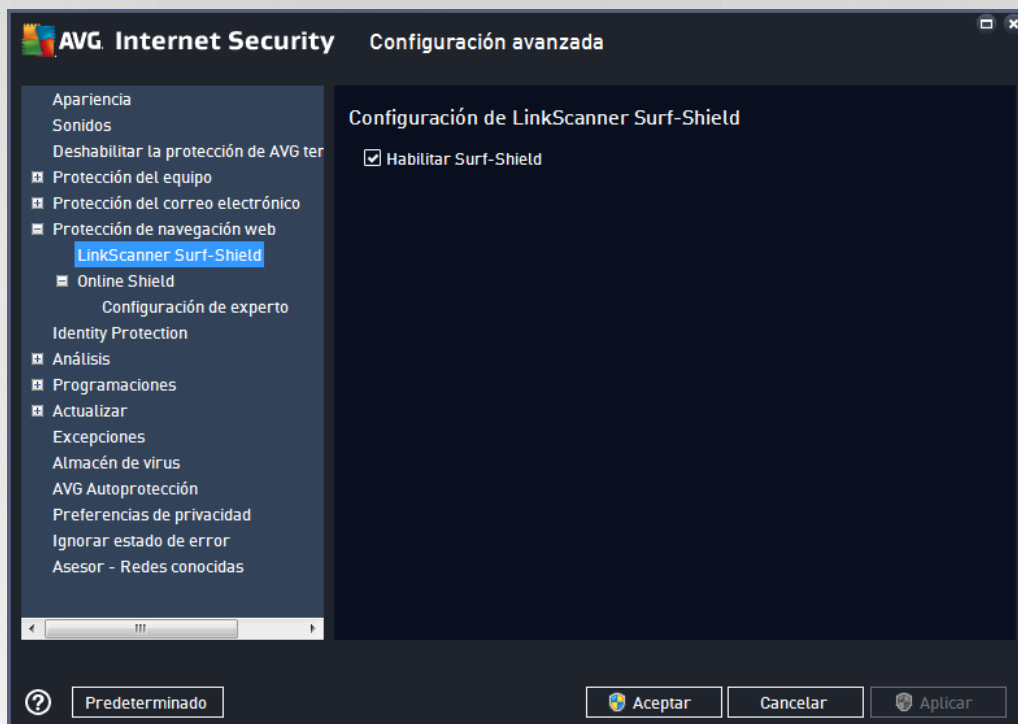 AVG. Internet Security Configuración avanzada
Apariencia
Sonidos
Deshabilitar la protección de AVG ter
Protección del equipo
Protección del correo electrónico
Protección de navegación web
LinkScanner Surf-Shield
Online Shield
Configuración de experto
Identity Protection
Análisis
Programaciones
Actualizar
Excepciones
Almacén de virus
AVG Autoprotección
Preferencias de privacidad
Ignorar estado de error
Asesor - Redes conocidas
Configuración de LinkScanner Surf-Shield
Habilitar Surf-Shield
Predeterminado
Aceptar
Cancelar
Aplicar